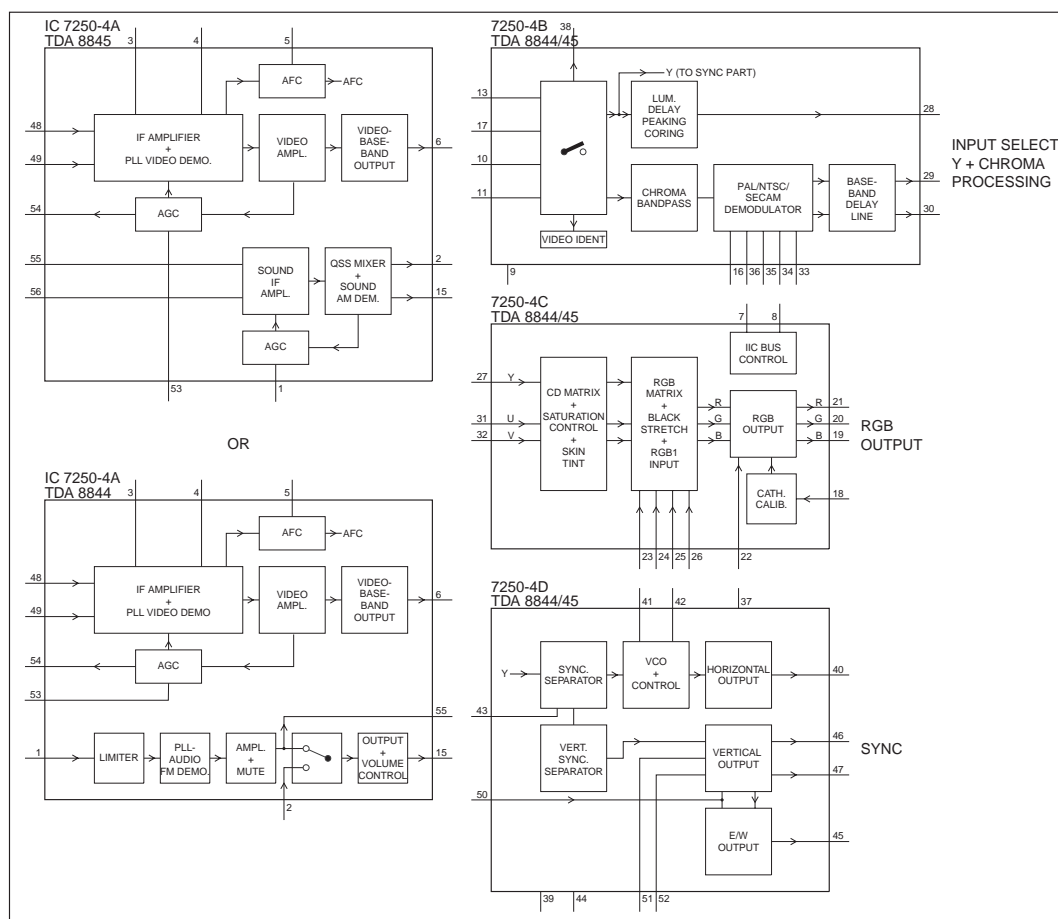 IC 7250-4A
TDA 8845
3
4
5
AFC
AFC
48
49
IF AMPLIFIER
+
PLL VIDEO DEMO.
VIDEO
AMPL.
VIDEO-
BASE-
BAND
OUTPUT
6
54
AGC
55
56
SOUND
IF
AMPL.
QSS MIXER
+
SOUND
AM DEM.
2
15
AGC
53
1
OR
IC 7250-4A
TDA 8844
3
4
5
AFC
AFC
48
49
IF AMPLIFIER
+
PLL VIDEO DEMO
VIDEO
AMPL.
VIDEO-
BASE-
BAND
OUTPUT
6
54
AGC
53
55
1
LIMITER
PLL-
AUDIO
FM DEMO.
AMPL.
+
MUTE
OUTPUT
+
VOLUME
CONTROL
15
2
7250-4B
TDA 8844/45
38
Y (TO SYNC PART)
13
17
10
11
LUM.
DELAY
PEAKING
CORING
28
CHROMA
BANDPASS
PAL/NTSC/
SECAM
DEMODULATOR
BASE-
BAND
DELAY
LINE
29
30
VIDEO IDENT
9
16
36
35
34
33
INPUT SELECT
Y + CHROMA
PROCESSING
7250-4C
TDA 8844/45
7
8
IIC BUS
CONTROL
27
Y
31
U
32
V
CD MATRIX
+
SATURATION
CONTROL
+
SKIN
TINT
RGB
MATRIX
+
BLACK
STRETCH
+
RGB1
INPUT
R
G
B
RGB
OUTPUT
R
G
B
21
20
19
RGB
OUTPUT
CATH.
CALIB.
18
23
24
25
26
22
7250-4D
TDA 8844/45
41
42
37
Y
SYNC.
SEPARATOR
VCO
+
CONTROL
HORIZONTAL
OUTPUT
40
43
VERT.
SYNC.
SEPARATOR
VERTICAL
OUTPUT
46
47
SYNC
50
E/W
OUTPUT
45
39
44
51
52